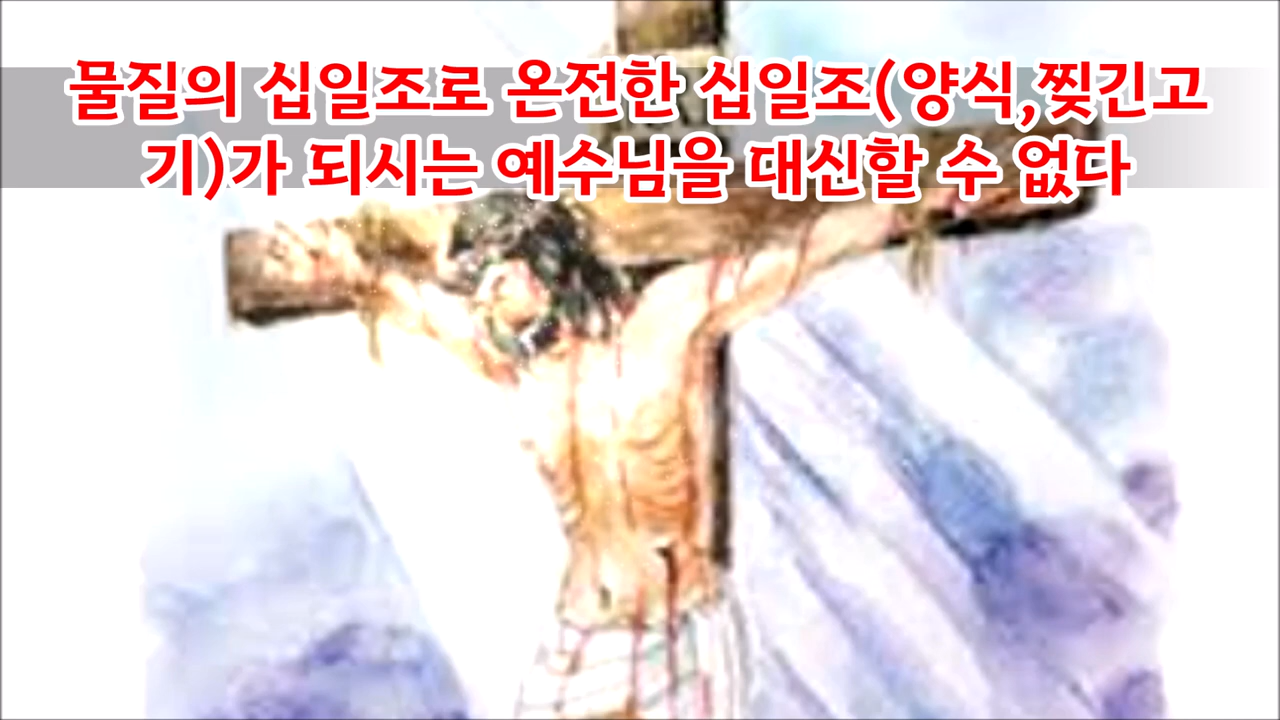 물질의 십일조로 온전한 십일조(양식,찢긴고
기)가 되시는 예수님을 대신할 수 없다